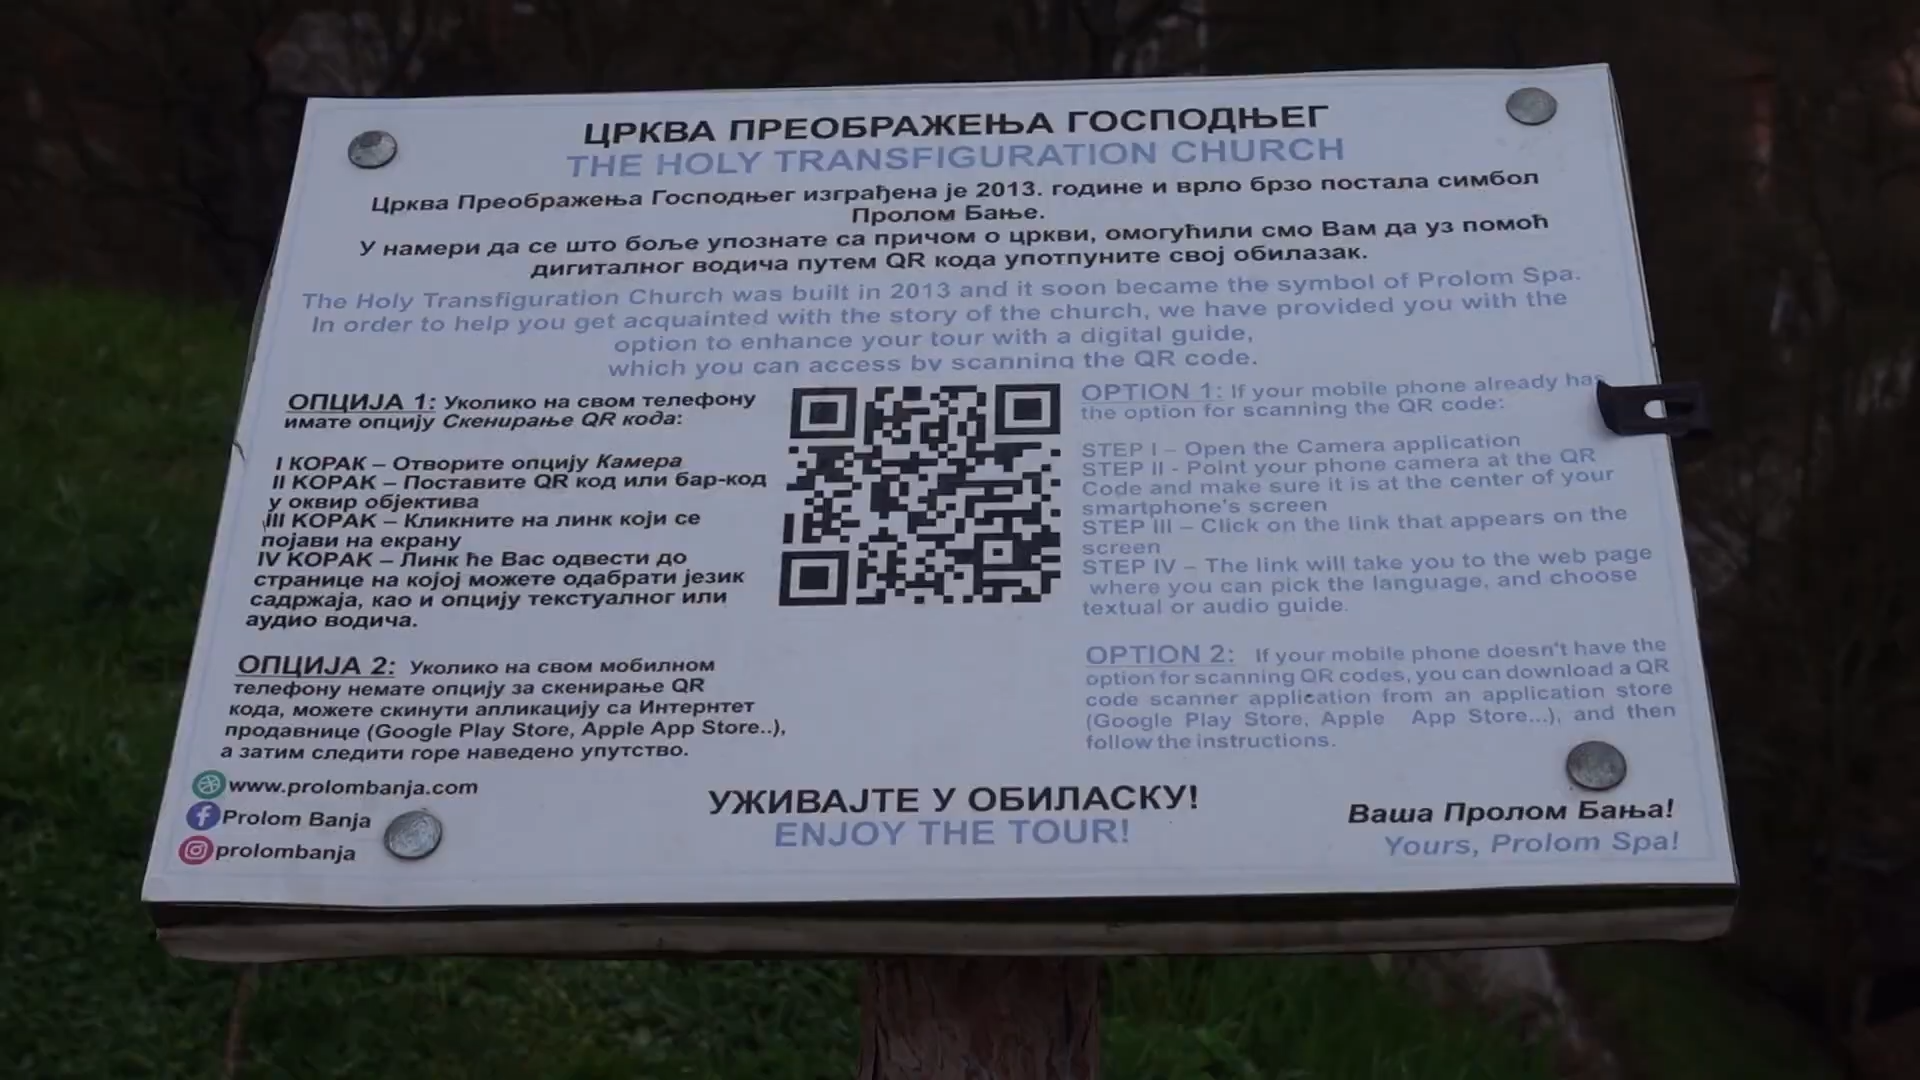 ЦРКВА ПРЕОБРАЖЕЊА ГОСПОДЊЕГ
THE HOLY TRANSFIGURATION CHURCH
Црква Преображења Господњег изграђена је 2013. године и врло брзо постала симбол
Пролом Бање.
У намери да се што боље упознате са причом о цркви, омогућили смо Вам да уз помоћ
дигиталног водича путем QR кода употпуните свој обилазак.
The Holy Transfiguration Church was built in 2013 and it soon became the symbol of Prolom Spa.
In order to help you get acquainted with the story of the church, we have provided you with the
option to enhance your tour with a digital guide,
which you can access by scanning the QR code.
ОПЦИЈА 1: Уколико на свом телефону
имате опцију Скенирање QR кода:
I КОРАК – Отворите опцију Камера
II КОРАК – Поставите QR код или бар-код
у оквир објектива
III КОРАК – Кликните на линк који се
појави на екрану
IV КОРАК – Линк ће Вас одвести до
странице на којој можете одабрати језик
садржаја, као и опцију текстуалног или
аудио водича.
ОПЦИЈА 2: Уколико на свом мобилном
телефону немате опцију за скенирање QR
кода, можете скинути апликацију са Интернтет
продавнице (Google Play Store, Apple App Store..),
а затим следити горе наведено упутство.
OPTION 1: If your mobile phone already has
the option for scanning the QR code:
STEP I – Open the Camera application
STEP II - Point your phone camera at the QR
Code and make sure it is at the center of your
smartphone's screen
STEP III – Click on the link that appears on the
screen
STEP IV – The link will take you to the web page
where you can pick the language, and choose
textual or audio guide.
OPTION 2: If your mobile phone doesn't have the
option for scanning QR codes, you can download a QR
code scanner application from an application store
(Google Play Store, Apple App Store...), and then
follow the instructions.
www.prolombanja.com
Prolom Banja
prolombanja
УЖИВАЈТЕ У ОБИЛАСКУ!
ENJOY THE TOUR!
Ваша Пролом Бања!
Yours, Prolom Spa!